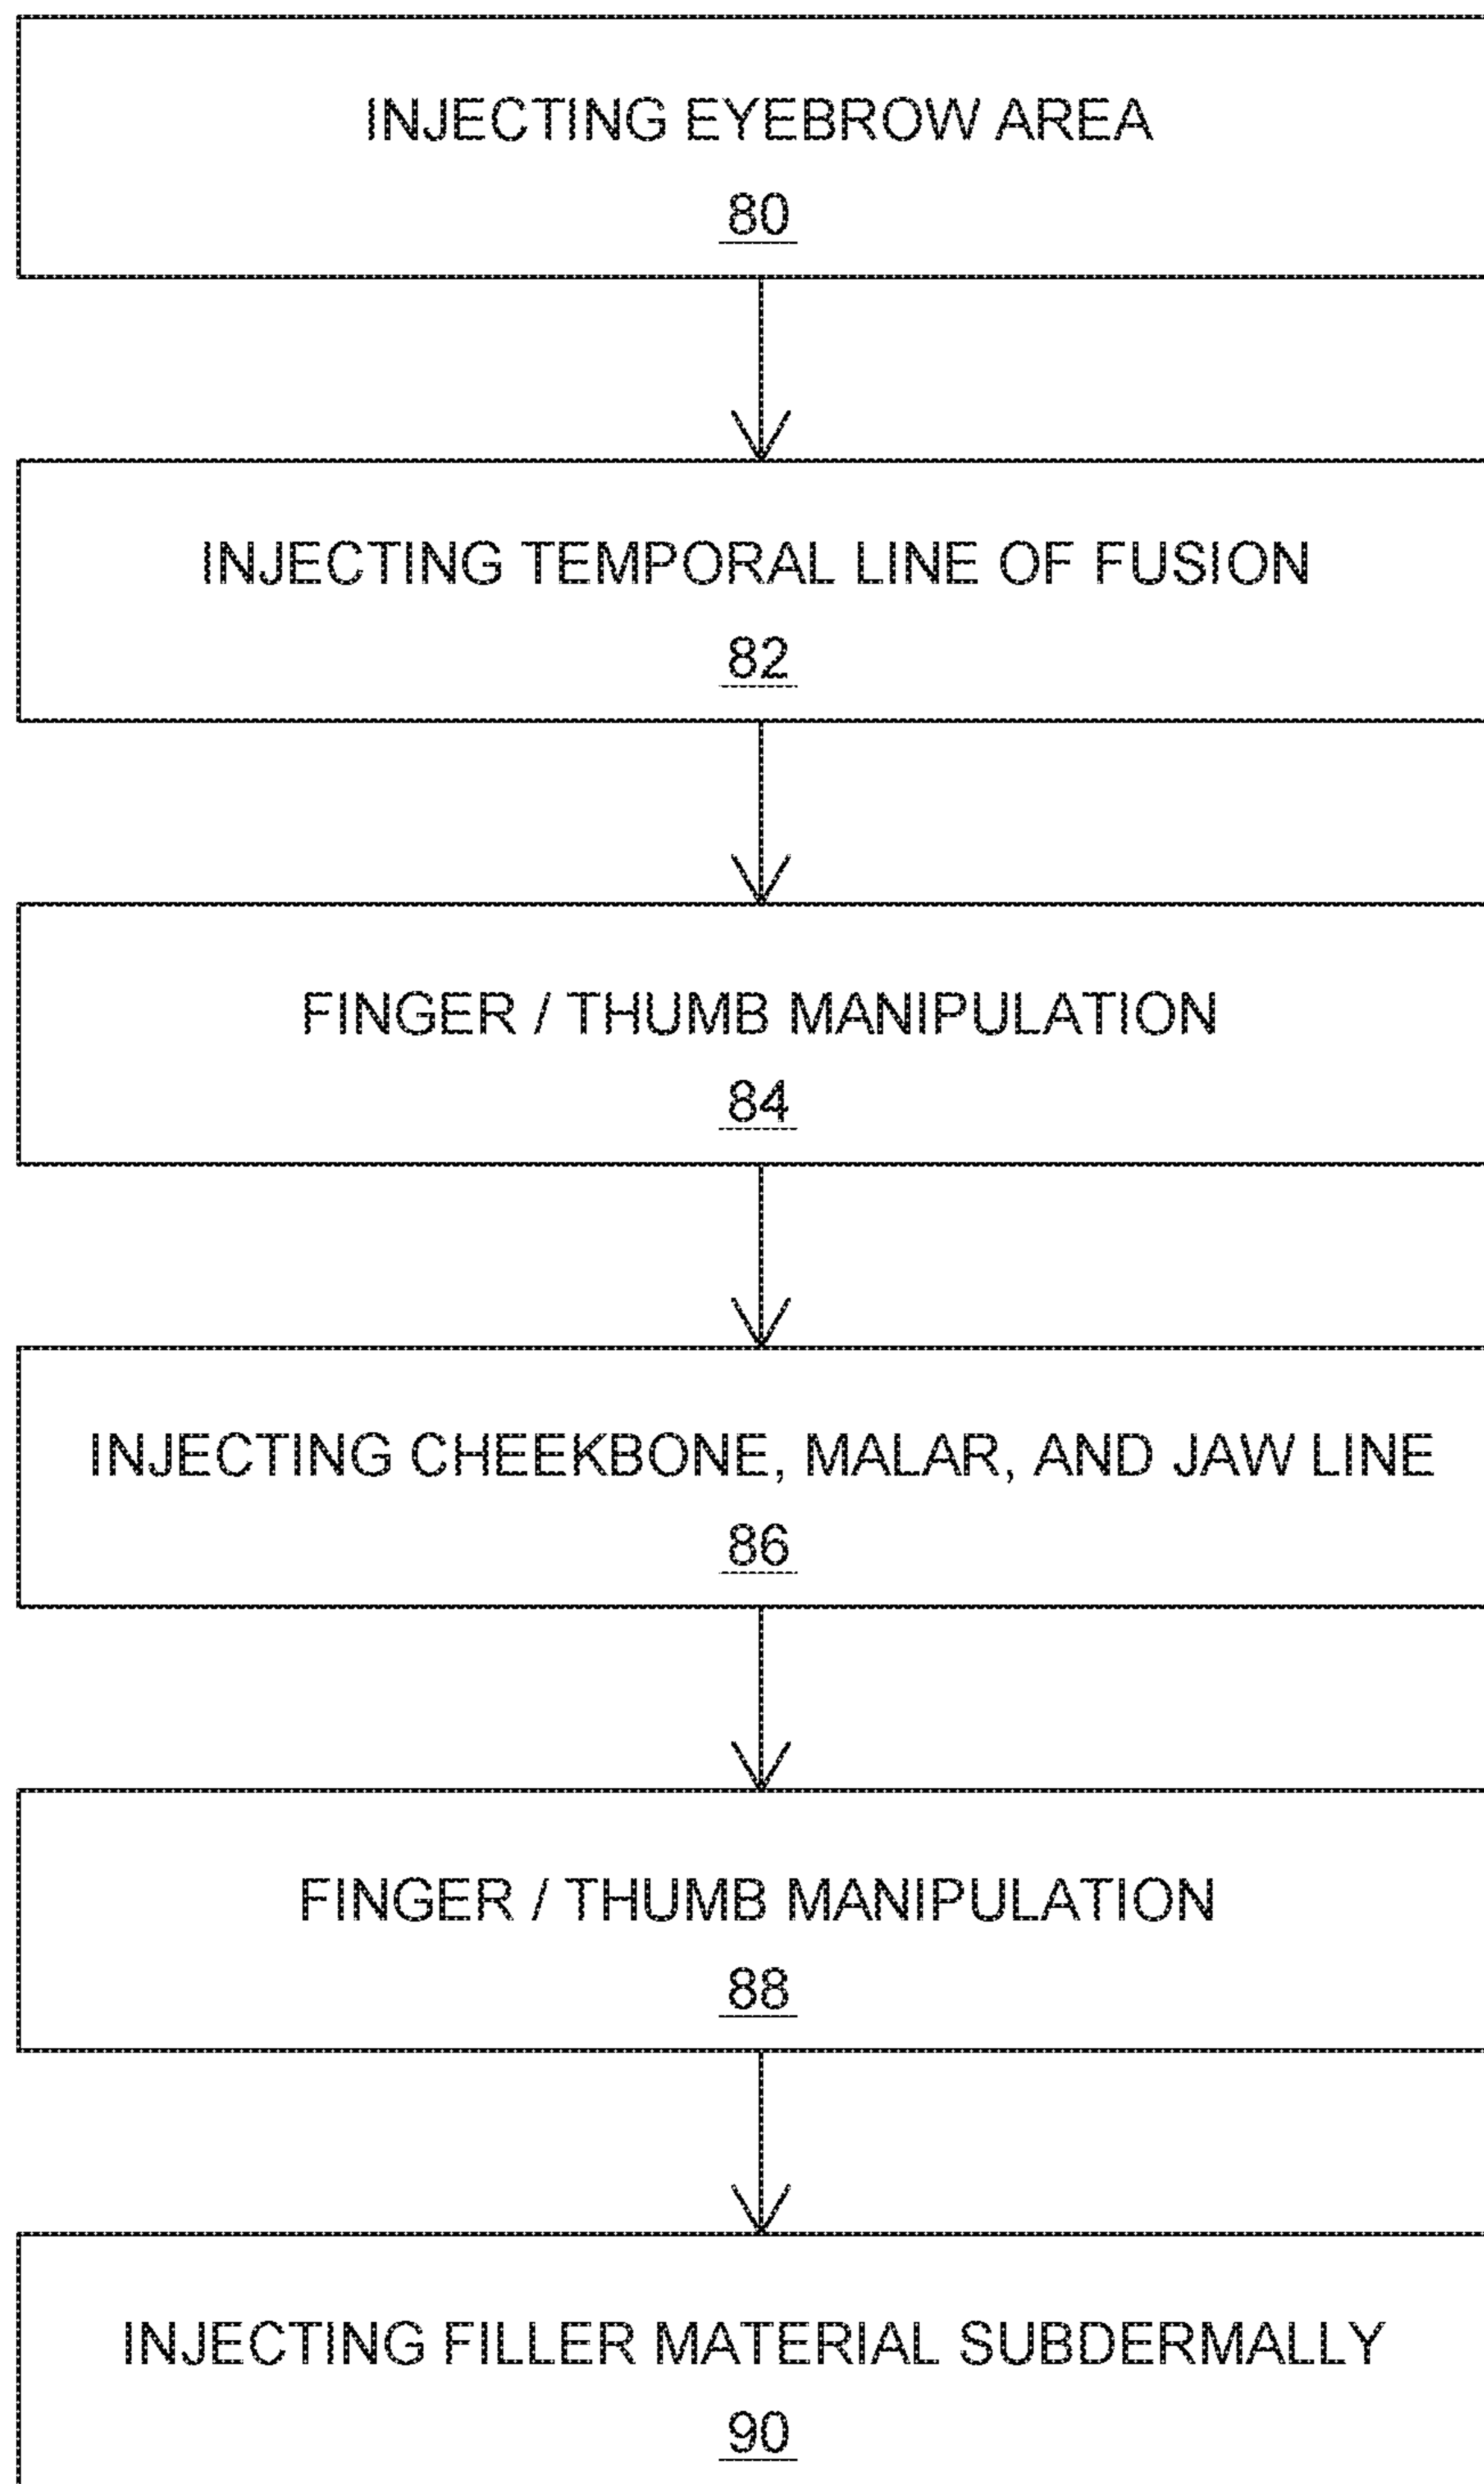 INJECTING EYEBROW AREA
80
INJECTING TEMPORAL LINE OF FUSION
82
FINGER / THUMB MANIPULATION
84
INJECTING CHEEKBONE, MALAR, AND JAW LINE
86
FINGER / THUMB MANIPULATION
88
INJECTING FILLER MATERIAL SUBDERMALLY
90